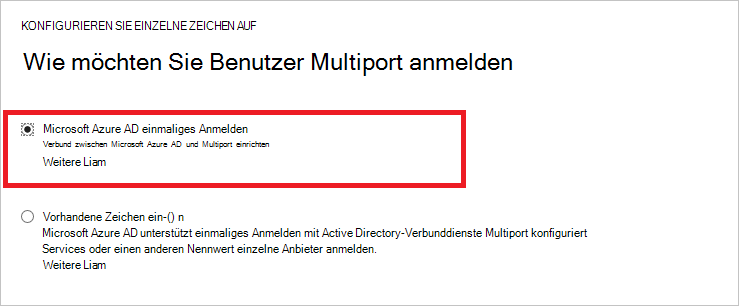 KONFIGURIEREN SIE EINZELNE ZEICHEN AUF
Wie möchten Sie Benutzer Multiport anmelden
Microsoft Azure AD einmaliges Anmelden
Verbund zwischen Microsoft Azure AD und Multiport einrichten
Weitere Liam
Vorhandene Zeichen ein-() n
Microsoft Azure AD unterstützt einmaliges Anmelden mit Active Directory-Verbunddienste Multiport konfiguriert
Services oder einen anderen Nennwert einzelne Anbieter anmelden.
Weitere Liam